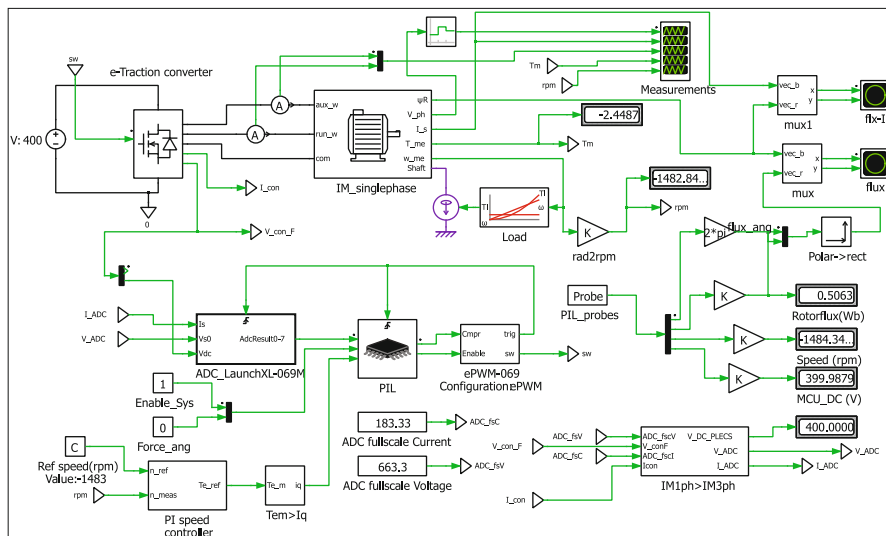 sw
e-Traction converter
V: 400
0
A
A
aux_w
run_w
com
ψR
V_ph
I_s
T_me
w_me
Shaft
IM_singlephase
Tm
rpm
Measurements
-2.4487
Tm
vec_b
vec_r
x
y
mux1
flx-I
vec_b
vec_r
x
y
mux
flux
I_con
V_con_F
Tl
ω
Tl
ω
Load
K
rad2rpm
-1482.84...
rpm
2*pi
flux_ang
Polar->rect
Probe
PIL_probes
K
0.5063
Rotorflux(Wb)
K
-1484.34...
Speed (rpm)
K
399.9879
MCU_DC (V)
I_ADC
V_ADC
Is
Vs0
Vdc
AdcResult0-7
ADC_LaunchXL-069M
PIL
Cmpr
Enable
trig
sw
ePWM-069
Configuration:ePWM
sw
1
Enable_Sys
0
Force_ang
183.33
ADC fullscale Current
ADC_fsC
663.3
ADC fullscale Voltage
ADC_fsV
C
Ref speed(rpm)
Value:-1483
rpm
n_ref
n_meas
Te_ref
PI speed
controller
Te_m
iq
Tem>Iq
ADC_fsV
V_con_F
ADC_fsC
I_con
ADC_fscV
V_conF
ADC_fscI
Icon
V_DC_PLECS
V_ADC
I_ADC
IM1ph>IM3ph
400.0000
V_ADC
I_ADC